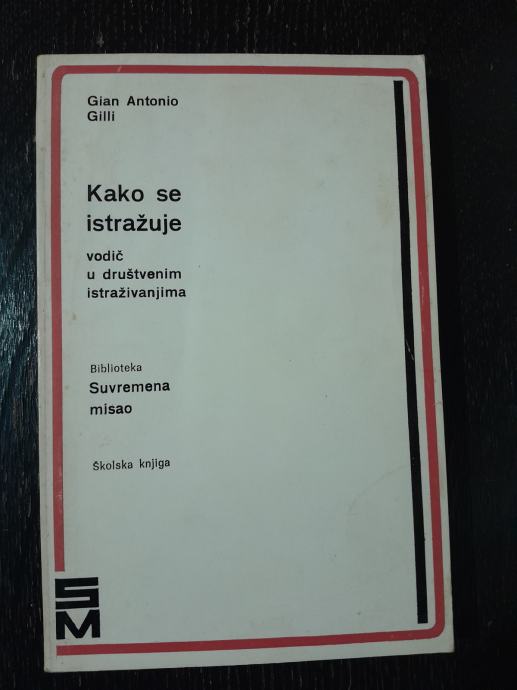 Gian Antonio
Gilli
Kako se
istražuje
vodič
u društvenim
istraživanjima
Biblioteka
Suvremena
misao
Školska knjiga
SM